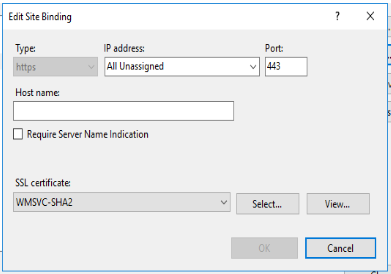 Edit Site Binding ? X
Type: IP address: Port:
https All Unassigned 443
Host name:
Require Server Name Indication
SSL certificate:
WMSVC-SHA2 Select... View...
OK Cancel